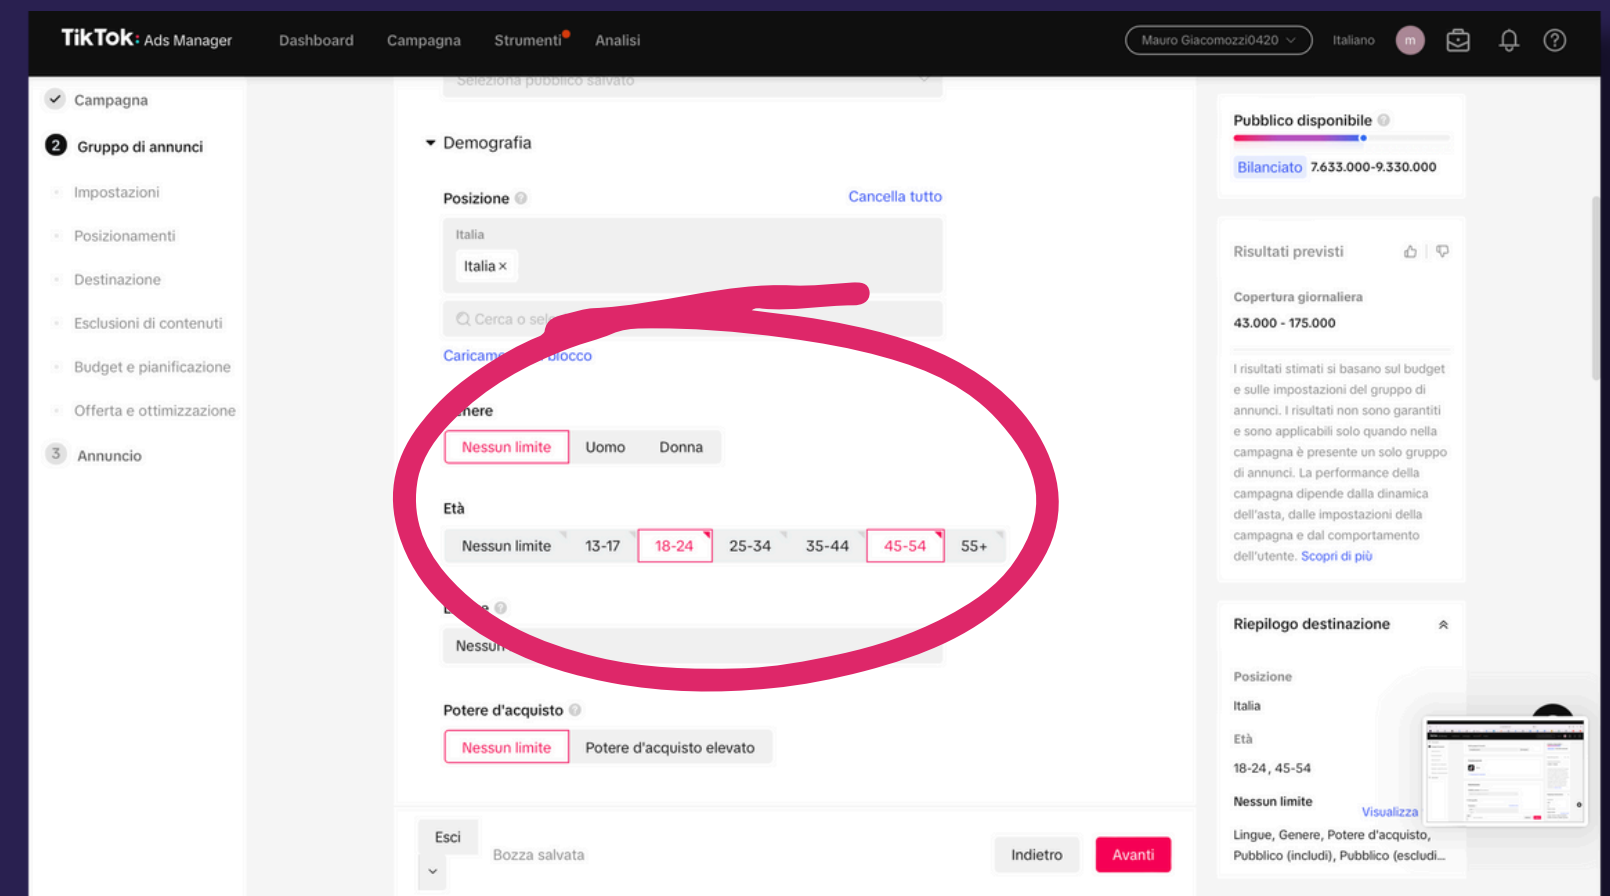 TikTok: Ads Manager
Dashboard
Campagna
Strumenti
Analisi
Mauro Giacomozzi0420
Italiano
m
Campagna
2 Gruppo di annunci
Impostazioni
Posizionamenti
Destinazione
Esclusioni di contenuti
Budget e pianificazione
Offerta e ottimizzazione
3 Annuncio
Seleziona pubblico salvato
Demografia
Posizione
Cancella tutto
Italia
Italia ×
Cerca o
blocco
Nessun limite Uomo Donna
Età
Nessun limite 13-17 18-24 25-34 35-44 45-54 55+
Nessun
Potere d'acquisto
Nessun limite Potere d'acquisto elevato
Esci
Bozza salvata
Indietro
Avanti
Pubblico disponibile
Bilanciato 7.633.000-9.330.000
Risultati previsti
Copertura giornaliera
43.000 - 175.000
I risultati stimati si basano sul budget
e sulle impostazioni del gruppo di
annunci. I risultati non sono garantiti
e sono applicabili solo quando nella
campagna è presente un solo gruppo
di annunci. La performance della
campagna dipende dalla dinamica
dell'asta, dalle impostazioni della
campagna e dal comportamento
dell'utente. Scopri di più
Riepilogo destinazione
Posizione
Italia
Età
18-24, 45-54
Nessun limite
Visualizza
Lingue, Genere, Potere d'acquisto,
Pubblico (includi), Pubblico (escludi...